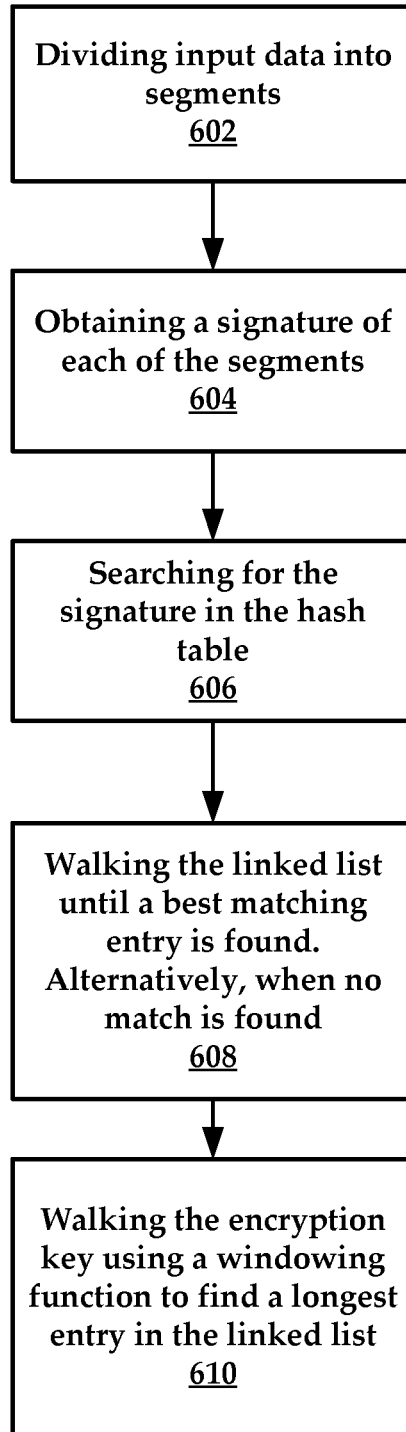 Dividing input data into
segments
602
Obtaining a signature of
each of the segments
604
Searching for the
signature in the hash
table
606
Walking the linked list
until a best matching
entry is found.
Alternatively, when no
match is found
608
Walking the encryption
key using a windowing
function to find a longest
entry in the linked list
610